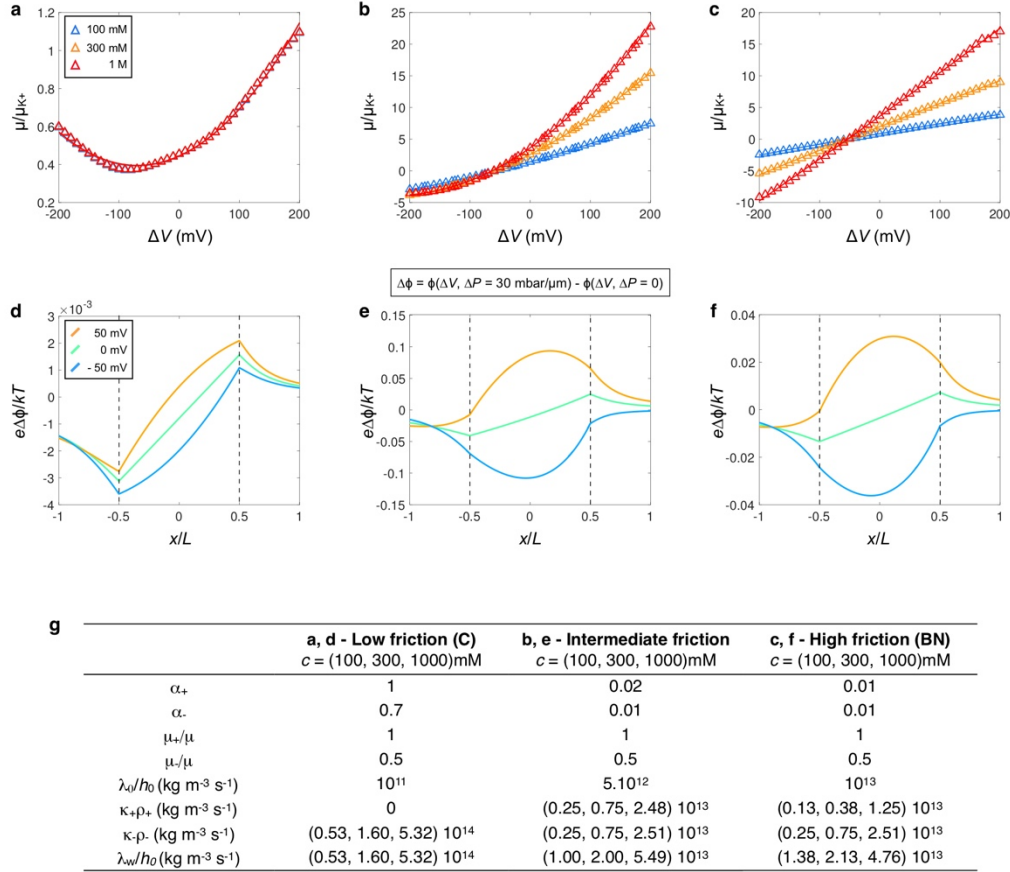 a
1.2
1
0.8
0.6
0.4
0.2
μ/μK+
100 mM
300 mM
1 M
-200 -100 0 100 200
ΔV (mV)
b
25
20
15
10
5
0
-5
μ/μK+
-200 -100 0 100 200
ΔV (mV)
c
20
15
10
5
0
-5
-10
μ/μK+
-200 -100 0 100 200
ΔV (mV)
Δϕ = ϕ(ΔV, ΔP = 30 mbar/μm) - ϕ(ΔV, ΔP = 0)
d
×10⁻³
3
2
1
0
-1
-2
-3
-4
eΔϕ/kT
50 mV
0 mV
- 50 mV
-1 -0.5 0 0.5 1
x/L
e
0.15
0.1
0.05
0
-0.05
-0.1
-0.15
eΔϕ/kT
-1 -0.5 0 0.5 1
x/L
f
0.04
0.02
0
-0.02
-0.04
eΔϕ/kT
-1 -0.5 0 0.5 1
x/L
g
a, d - Low friction (C) b, e - Intermediate friction c, f - High friction (BN)
c = (100, 300, 1000)mM c = (100, 300, 1000)mM c = (100, 300, 1000)mM
α+ 1 0.02 0.01
α- 0.7 0.01 0.01
μ+/μ 1 1 1
μ-/μ 0.5 0.5 0.5
λ0/h0 (kg m⁻³ s⁻¹) 10¹¹ 5.10¹² 10¹³
κ+ρ+ (kg m⁻³ s⁻¹) 0 (0.25, 0.75, 2.48) 10¹³ (0.13, 0.38, 1.25) 10¹³
κ-ρ- (kg m⁻³ s⁻¹) (0.53, 1.60, 5.32) 10¹⁴ (0.25, 0.75, 2.51) 10¹³ (0.25, 0.75, 2.51) 10¹³
λw/h0 (kg m⁻³ s⁻¹) (0.53, 1.60, 5.32) 10¹⁴ (1.00, 2.00, 5.49) 10¹³ (1.38, 2.13, 4.76) 10¹³